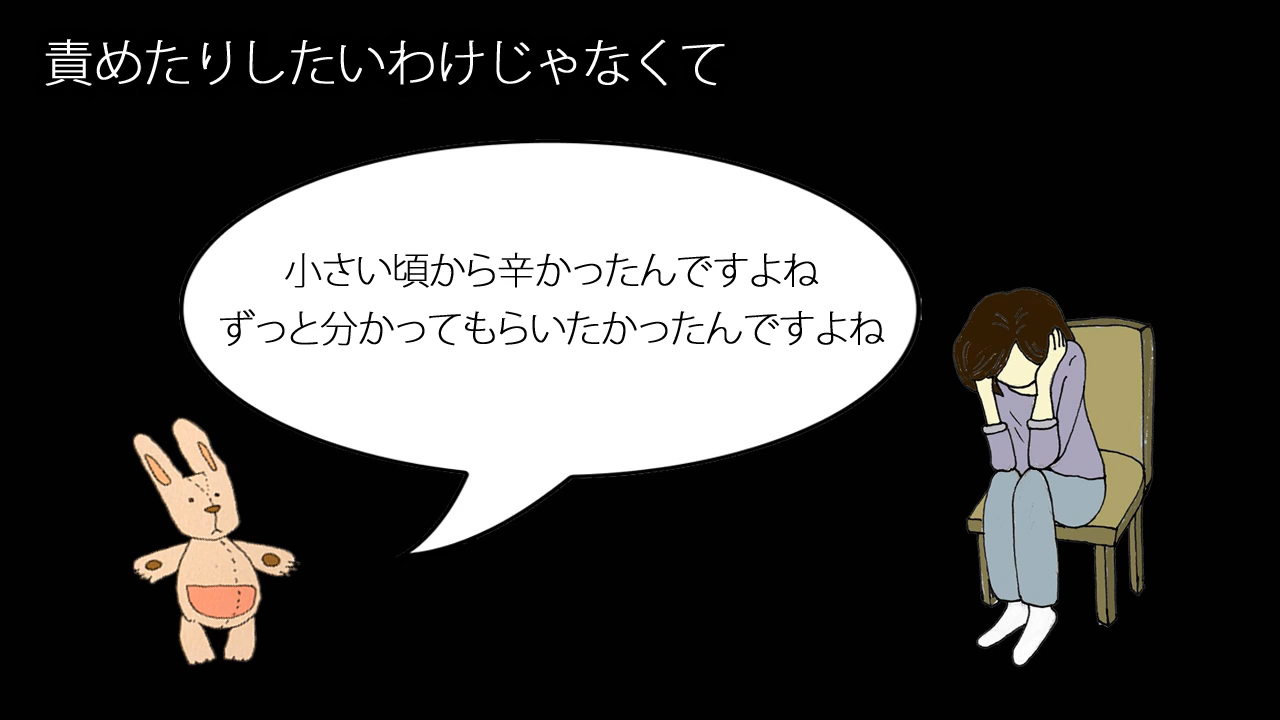 責めたりしたいわけじゃなくて
小さい頃から辛かったんですよね
ずっと分かってもらいたかったんですよね